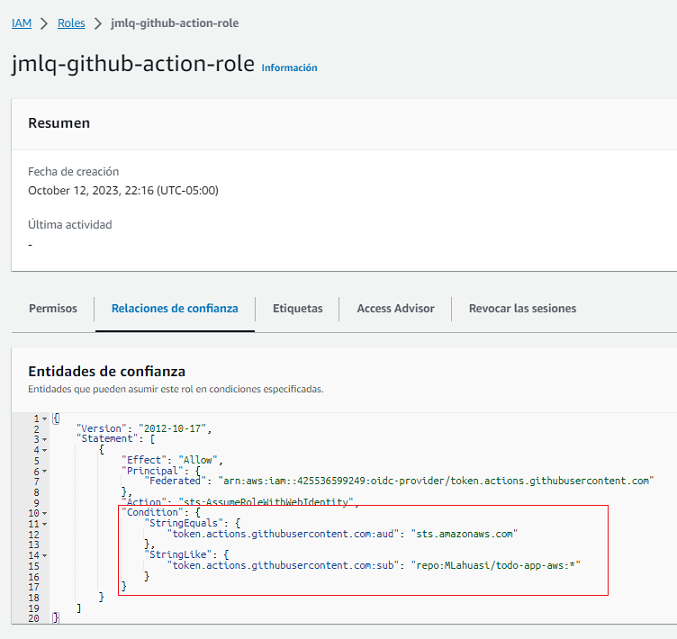 IAM > Roles > jmlq-github-action-role
jmlq-github-action-role Información
Resumen
Fecha de creación
October 12, 2023, 22:16 (UTC-05:00)
Última actividad
-
Permisos | Relaciones de confianza | Etiquetas | Access Advisor | Revocar las sesiones
Entidades de confianza
Entidades que pueden asumir este rol en condiciones especificadas.
1 {
2     "Version": "2012-10-17",
3     "Statement": [
4         {
5             "Effect": "Allow",
6             "Principal": {
7                 "Federated": "arn:aws:iam::425536599249:oidc-provider/token.actions.githubusercontent.com"
8             },
9             "Action": "sts:AssumeRoleWithWebIdentity",
10             "Condition": {
11                 "StringEquals": {
12                     "token.actions.githubusercontent.com:aud": "sts.amazonaws.com"
13                 },
14                 "StringLike": {
15                     "token.actions.githubusercontent.com:sub": "repo:MLahuasi/todo-app-aws:*"
16                 }
17             }
18         }
19     ]
20 }